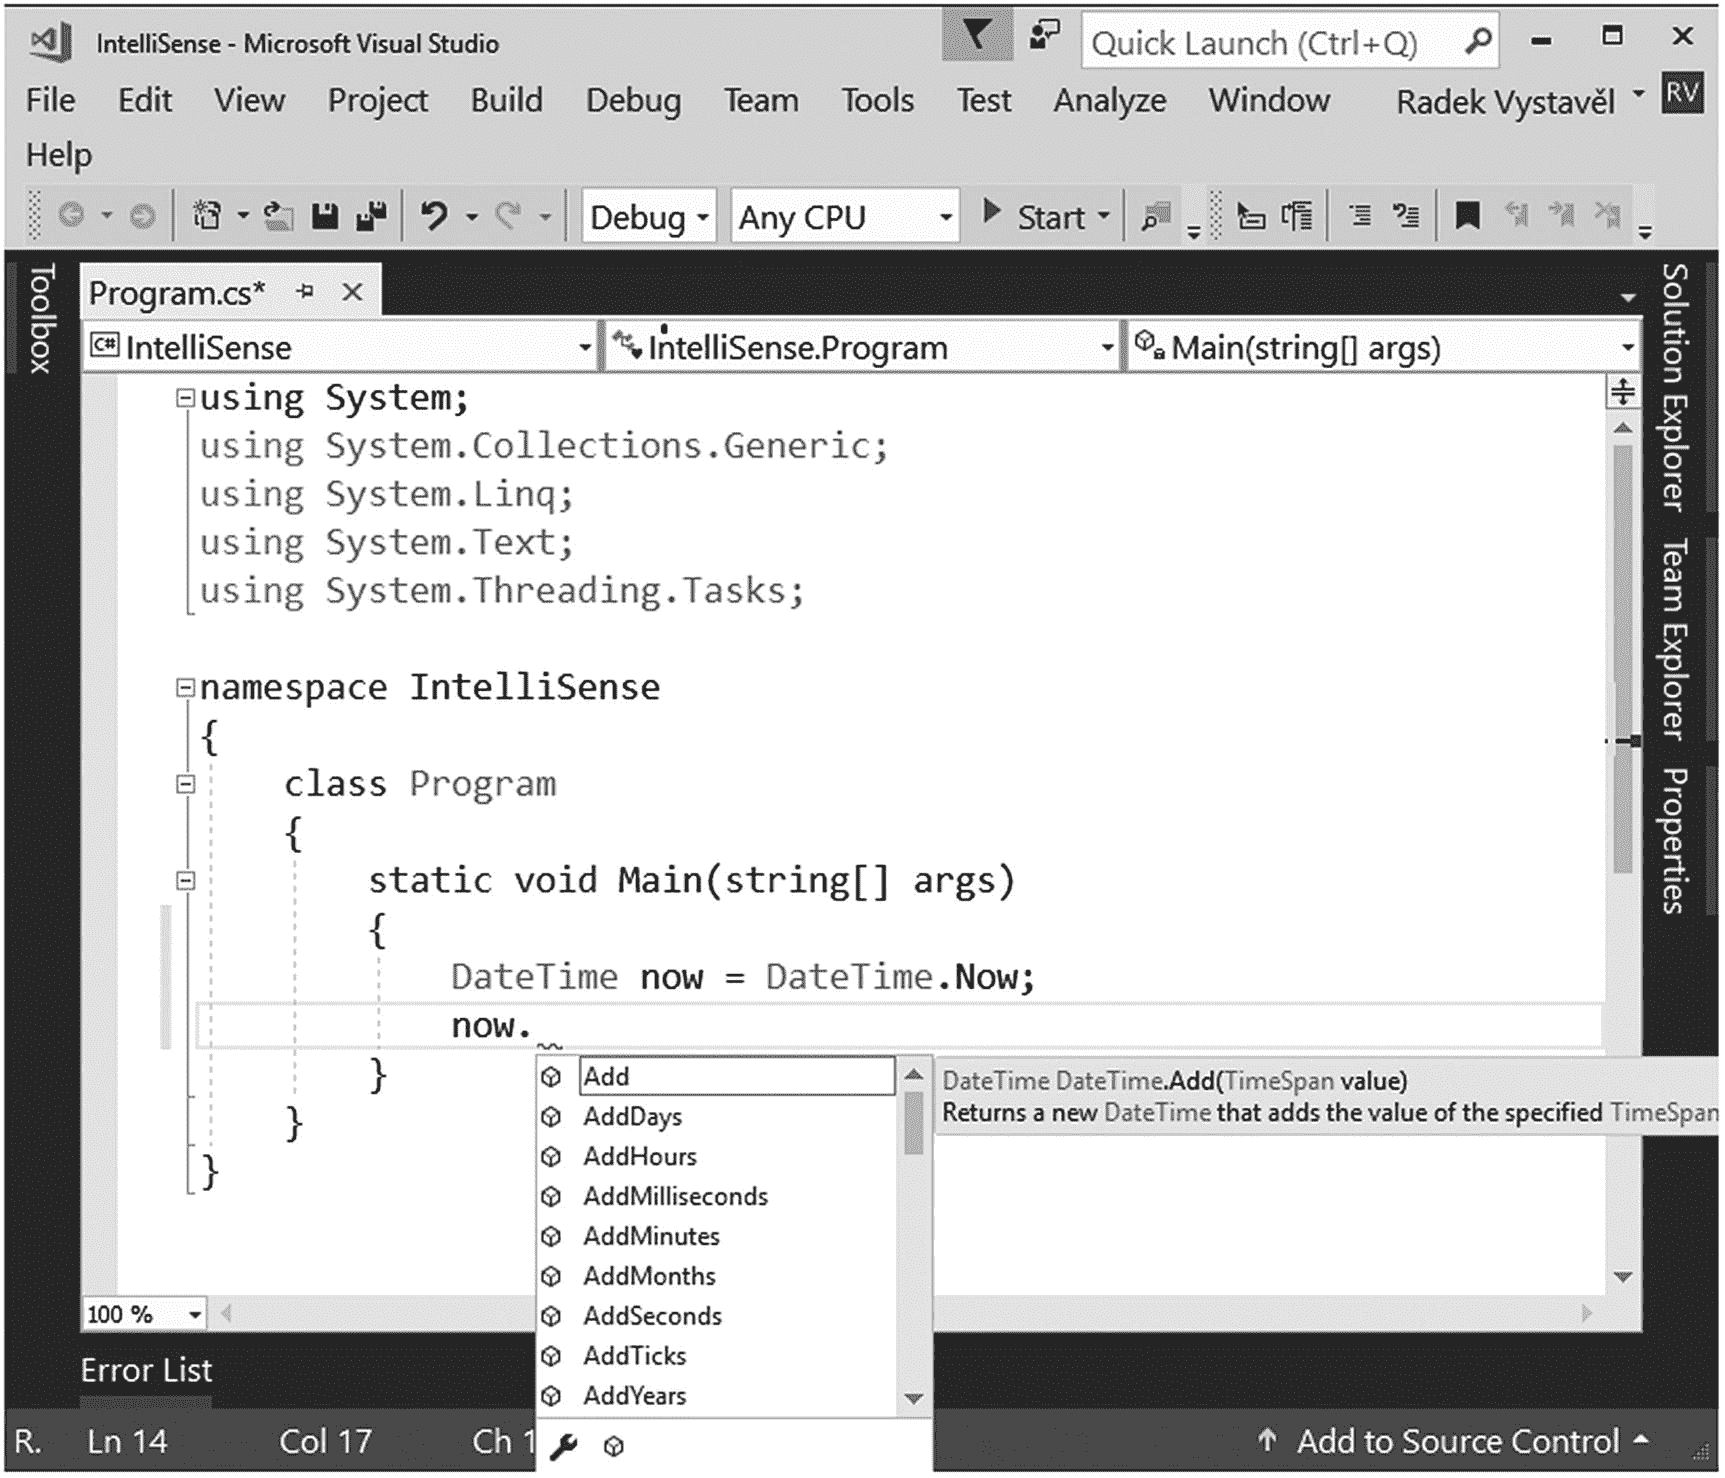 IntelliSense - Microsoft Visual Studio
Quick Launch (Ctrl+Q)
File Edit View Project Build Debug Team Tools Test Analyze Window Radek Vystavěl RV
Help
Debug Any CPU Start
Toolbox
Program.cs*
C# IntelliSense
IntelliSense.Program
Main(string[] args)
using System;
using System.Collections.Generic;
using System.Linq;
using System.Text;
using System.Threading.Tasks;
namespace IntelliSense
{
class Program
{
static void Main(string[] args)
{
DateTime now = DateTime.Now;
now.
}
}
}
Add
AddDays
AddHours
AddMilliseconds
AddMinutes
AddMonths
AddSeconds
AddTicks
AddYears
DateTime DateTime.Add(TimeSpan value)
Returns a new DateTime that adds the value of the specified TimeSpan
Solution Explorer
Team Explorer
Properties
100 %
Error List
R. Ln 14 Col 17 Ch 1 Add to Source Control